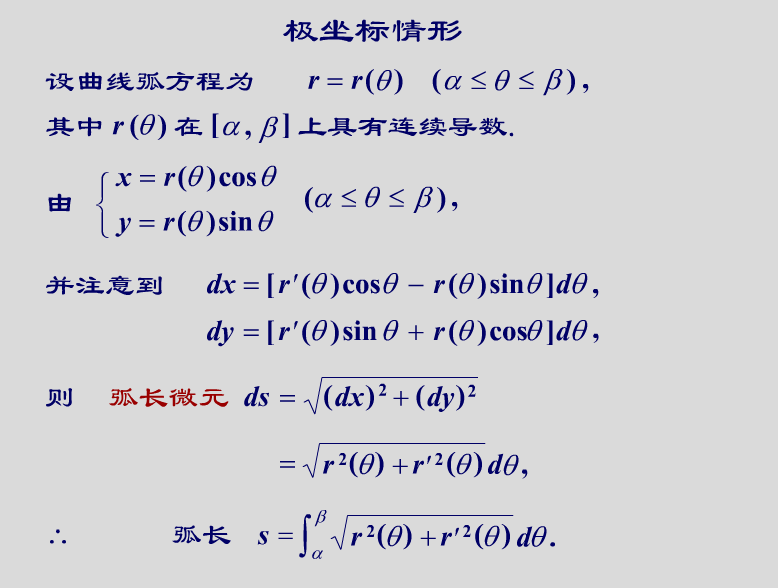 极坐标情形
设曲线弧方程为 r = r(θ) (α ≤ θ ≤ β),
其中 r(θ) 在 [α, β] 上具有连续导数.
由 { x = r(θ)cosθ
y = r(θ)sinθ (α ≤ θ ≤ β),
并注意到 dx = [r′(θ)cosθ − r(θ)sinθ]dθ,
dy = [r′(θ)sinθ + r(θ)cosθ]dθ,
则 弧长微元 ds = √((dx)² + (dy)²)
= √(r²(θ) + r′²(θ)) dθ,
∴ 弧长 s = ∫_α^β √(r²(θ) + r′²(θ)) dθ.